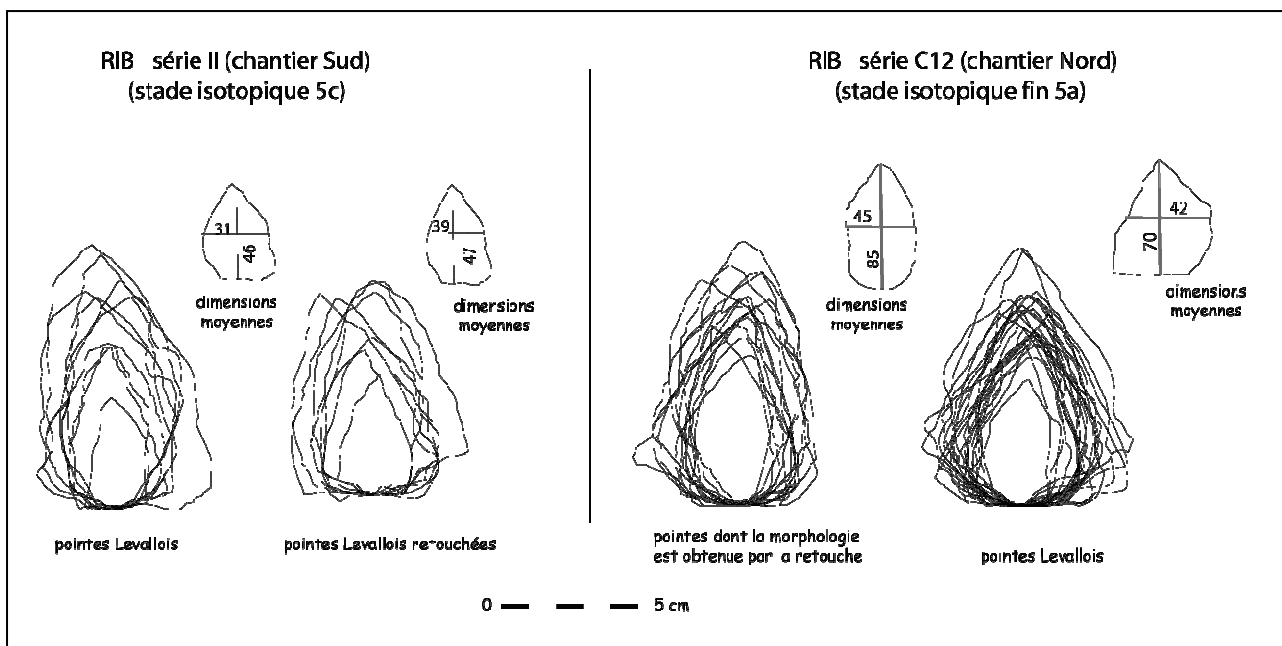 RIB série II (chantier Sud)
(stade isotopique 5c)
31
46
dimensions
moyennes
39
47
dimensions
moyennes
pointes Levallois
pointes Levallois retouchées
RIB série C12 (chantier Nord)
(stade isotopique fin 5a)
45
85
dimensions
moyennes
42
70
dimensions
moyennes
pointes dont la morphologie
est obtenue par a retouche
pointes Levallois
0 5 cm